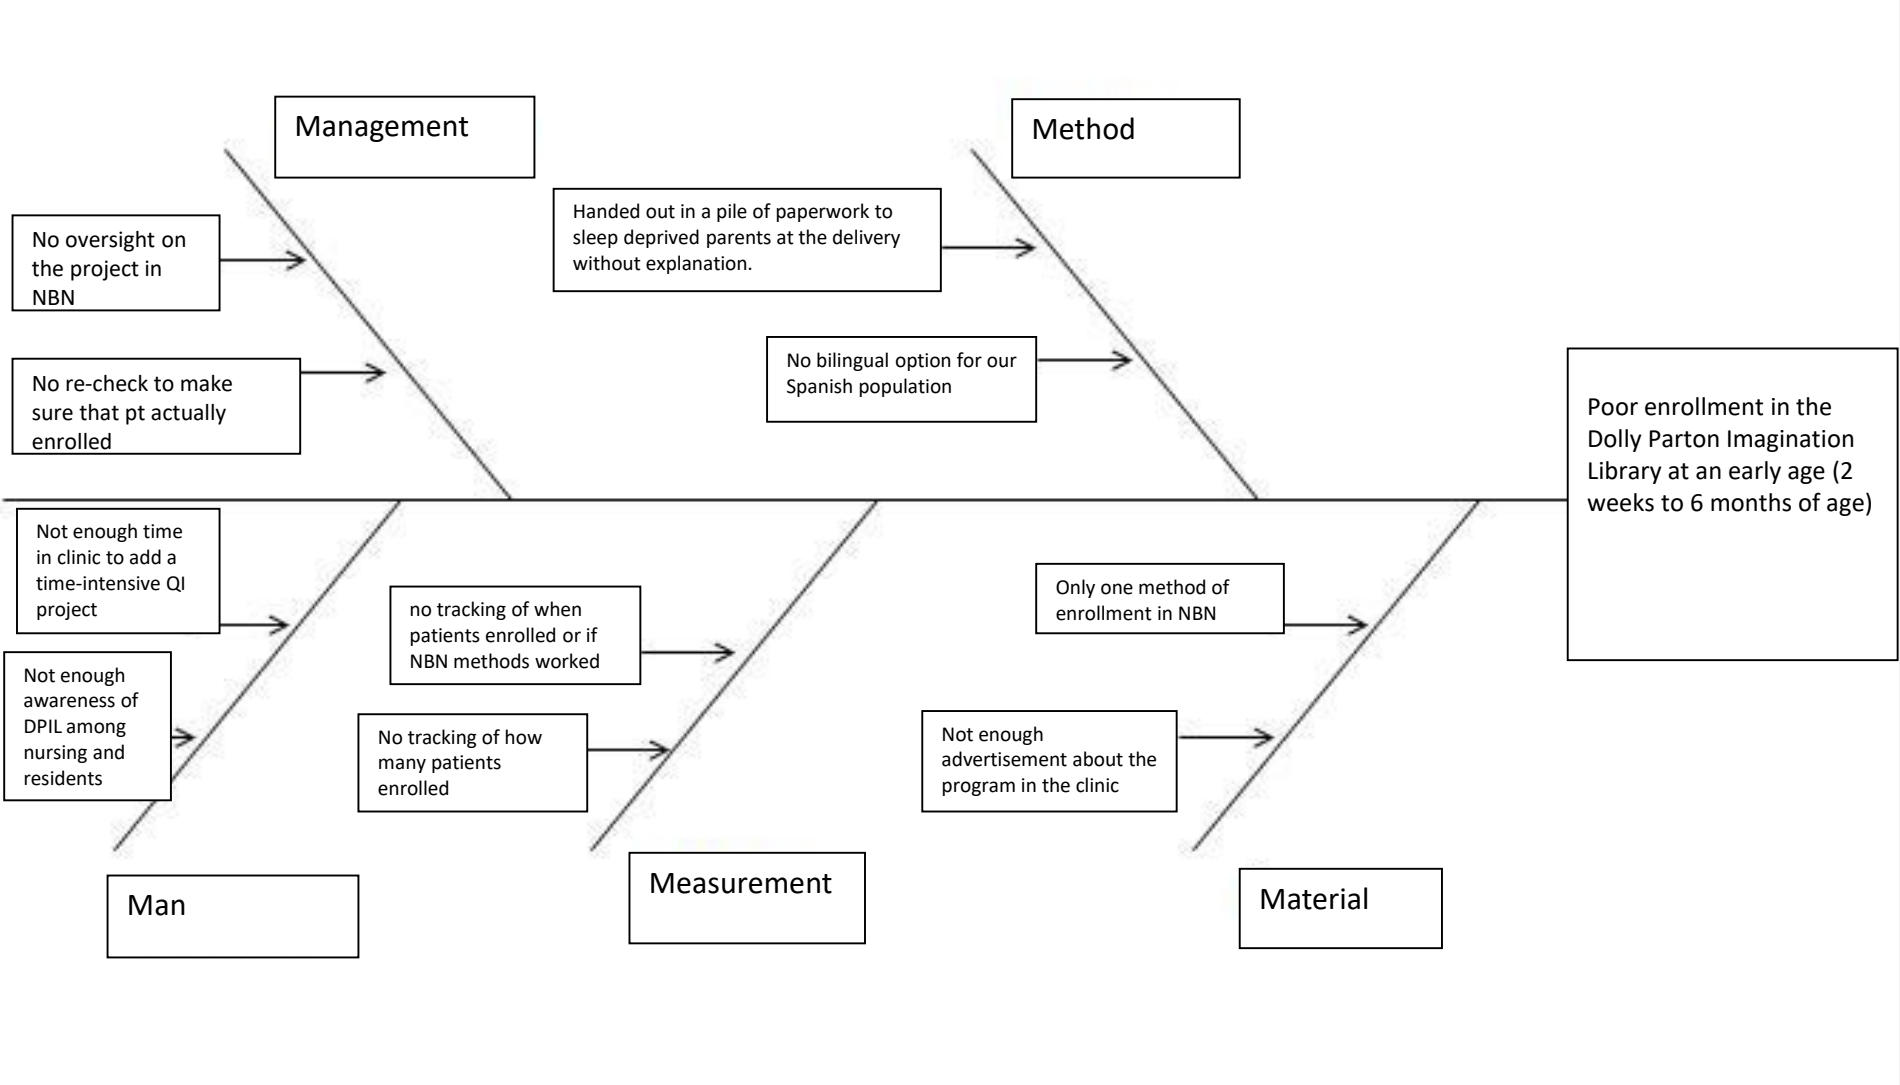 Management
Method
No oversight on
the project in
NBN
Handed out in a pile of paperwork to
sleep deprived parents at the delivery
without explanation.
No re-check to make
sure that pt actually
enrolled
No bilingual option for our
Spanish population
Poor enrollment in the
Dolly Parton Imagination
Library at an early age (2
weeks to 6 months of age)
Not enough time
in clinic to add a
time-intensive QI
project
Not enough
awareness of
DPIL among
nursing and
residents
no tracking of when
patients enrolled or if
NBN methods worked
No tracking of how
many patients
enrolled
Only one method of
enrollment in NBN
Not enough
advertisement about the
program in the clinic
Man
Measurement
Material